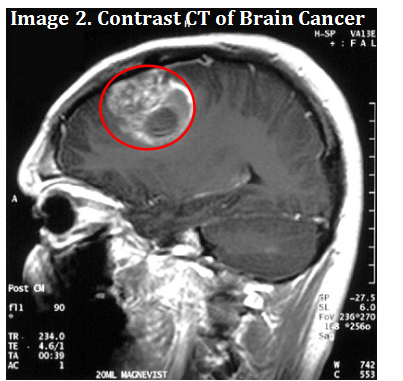 Image 2. Contrast CT of Brain Cancer
H-SP VA13E
+ : F A L
A
Post CM
fl1 90
*
TR 234.0
TE 4.6/1
TA 00:39
AC 1
20ML MAGNEVIST
SP -27.5
SL 6.0
FoV 236*270
Sa
W 742
C 553